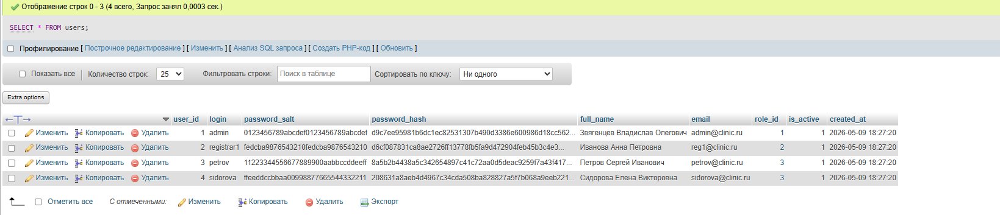 Отображение строк 0 - 3 (4 всего, Запрос занял 0,0003 сек.)
SELECT * FROM users;
Профилирование [ Построчное редактирование ] [ Изменить ] [ Анализ SQL запроса ] [ Создать PHP-код ] [ Обновить ]
Показать все | Количество строк: 25 Фильтровать строки: Поиск в таблице Сортировать по ключу: Ни одного
Extra options
←T→ user_id login password_salt password_hash full_name email role_id is_active created_at
Изменить Копировать Удалить 1 admin 0123456789abcdef0123456789abcdef d9c7ee95981b6dc1ec82531307b490d3386e600986d18cc562... Звягенцев Владислав Олегович admin@clinic.ru 1 1 2026-05-09 18:27:20
Изменить Копировать Удалить 2 registrar1 fedcba9876543210fedcba9876543210 d6cf087831ca8ae2726ff13778fb5fa9d472904feb45b3c4e3... Иванова Анна Петровна reg1@clinic.ru 2 1 2026-05-09 18:27:20
Изменить Копировать Удалить 3 petrov 11223344556677889900aabbccddeeff 8a5b2b4438a5c342654897c41c72aa0d5deac9259f7a43f417... Петров Сергей Иванович petrov@clinic.ru 3 1 2026-05-09 18:27:20
Изменить Копировать Удалить 4 sidorova ffeeddccbbaa00998877665544332211 208631a8aeb4d4967c34cda508ba828827a5f7b068a9eeb221... Сидорова Елена Викторовна sidorova@clinic.ru 3 1 2026-05-09 18:27:20
Отметить все С отмеченными: Изменить Копировать Удалить Экспорт